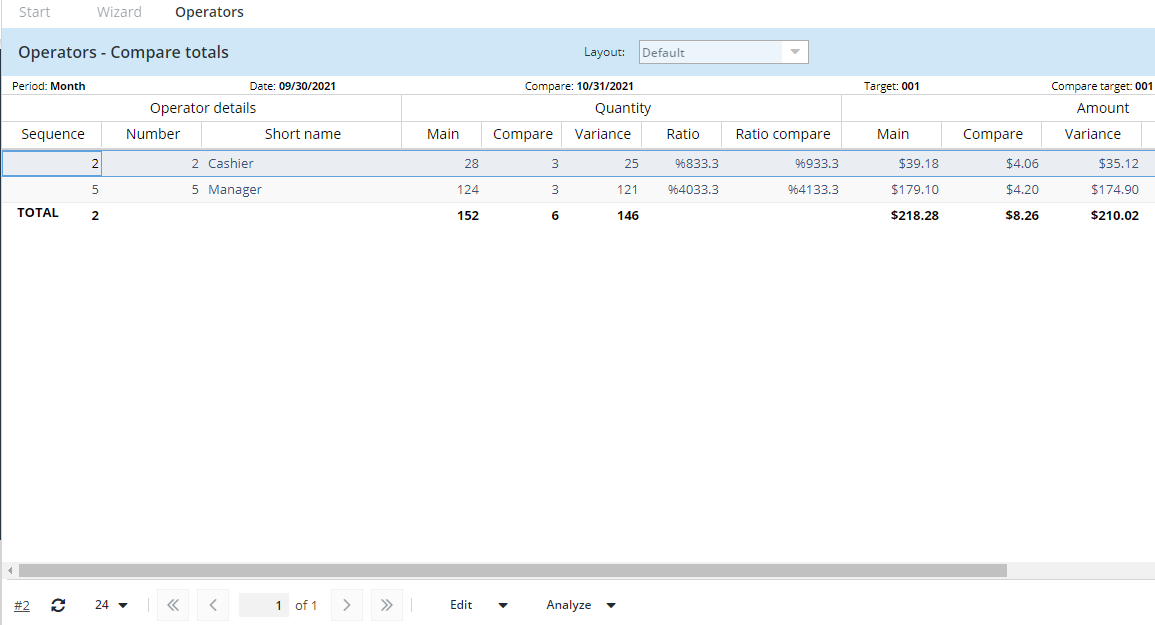 Start Wizard Operators
Operators - Compare totals Layout: Default
Period: Month Date: 09/30/2021 Compare: 10/31/2021 Target: 001 Compare target: 001
Operator details Quantity Amount
Sequence Number Short name Main Compare Variance Ratio Ratio compare Main Compare Variance
2 2 Cashier 28 3 25 %833.3 %933.3 $39.18 $4.06 $35.12
5 5 Manager 124 3 121 %4033.3 %4133.3 $179.10 $4.20 $174.90
TOTAL 2 152 6 146 $218.28 $8.26 $210.02
#2 24 1 of 1 Edit Analyze